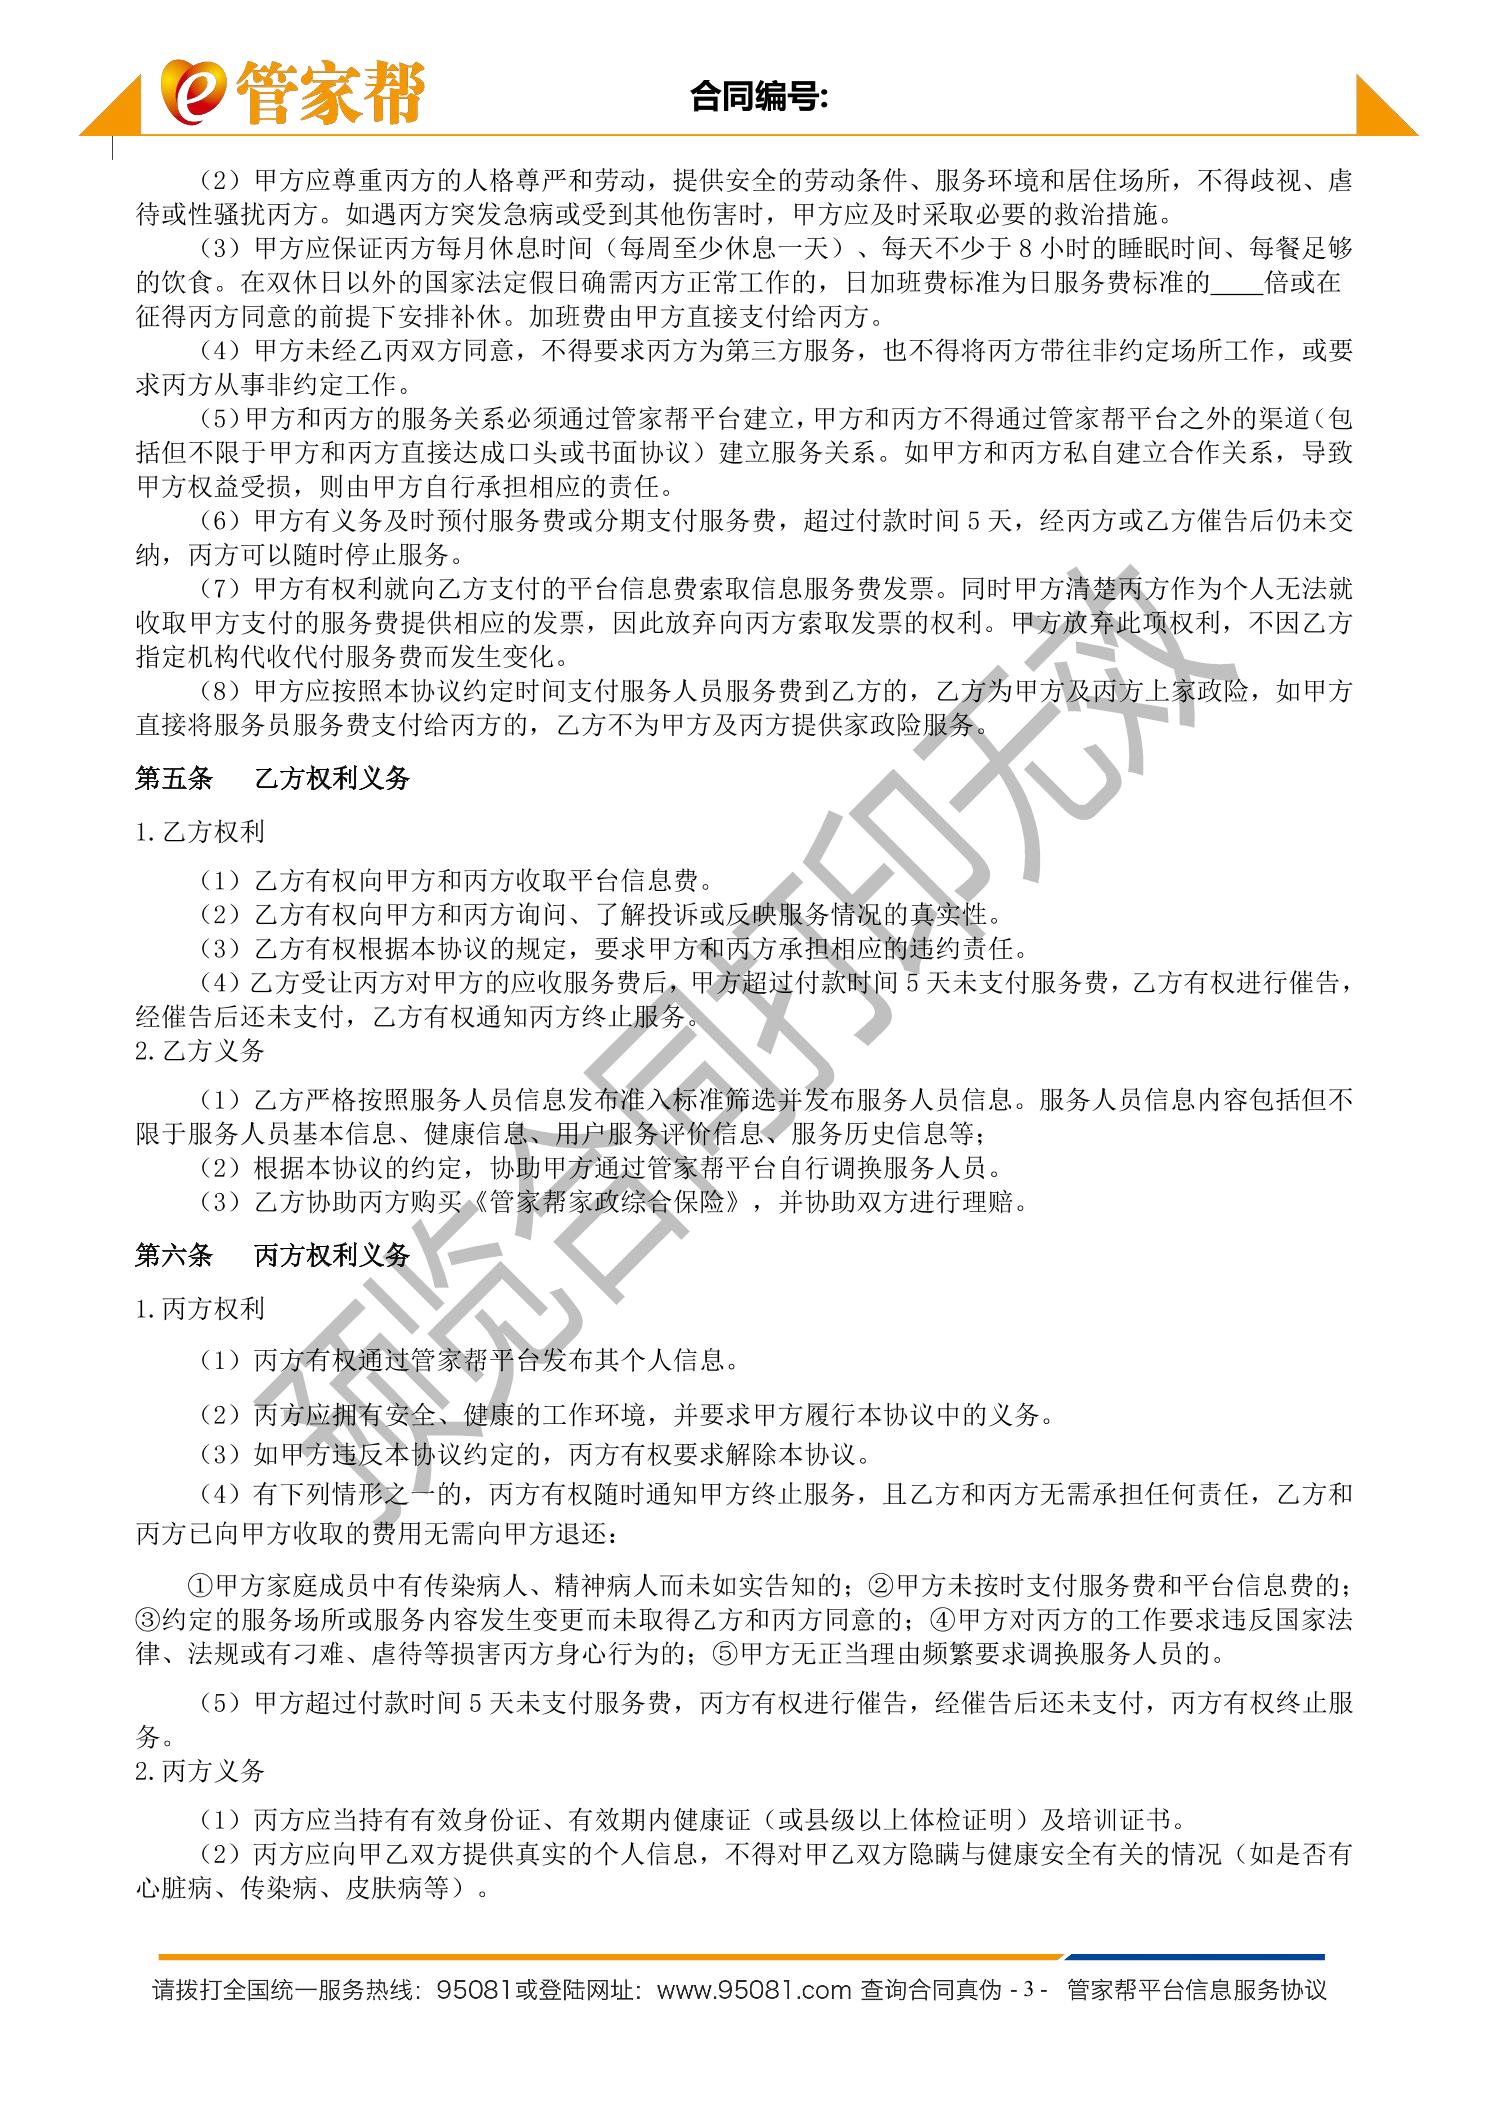 e管家帮
合同编号:
（2）甲方应尊重丙方的人格尊严和劳动，提供安全的劳动条件、服务环境和居住场所，不得歧视、虐
待或性骚扰丙方。如遇丙方突发急病或受到其他伤害时，甲方应及时采取必要的救治措施。
（3）甲方应保证丙方每月休息时间（每周至少休息一天）、每天不少于 8 小时的睡眠时间、每餐足够
的饮食。在双休日以外的国家法定假日确需丙方正常工作的，日加班费标准为日服务费标准的____倍或在
征得丙方同意的前提下安排补休。加班费由甲方直接支付给丙方。
（4）甲方未经乙丙双方同意，不得要求丙方为第三方服务，也不得将丙方带往非约定场所工作，或要
求丙方从事非约定工作。
（5）甲方和丙方的服务关系必须通过管家帮平台建立，甲方和丙方不得通过管家帮平台之外的渠道（包
括但不限于甲方和丙方直接达成口头或书面协议）建立服务关系。如甲方和丙方私自建立合作关系，导致
甲方权益受损，则由甲方自行承担相应的责任。
（6）甲方有义务及时预付服务费或分期支付服务费，超过付款时间 5 天，经丙方或乙方催告后仍未交
纳，丙方可以随时停止服务。
（7）甲方有权利就向乙方支付的平台信息费索取信息服务费发票。同时甲方清楚丙方作为个人无法就
收取甲方支付的服务费提供相应的发票，因此放弃向丙方索取发票的权利。甲方放弃此项权利，不因乙方
指定机构代收代付服务费而发生变化。
（8）甲方应按照本协议约定时间支付服务人员服务费到乙方的，乙方为甲方及丙方上家政险，如甲方
直接将服务员服务费支付给丙方的，乙方不为甲方及丙方提供家政险服务。
第五条 乙方权利义务
1.乙方权利
（1）乙方有权向甲方和丙方收取平台信息费。
（2）乙方有权向甲方和丙方询问、了解投诉或反映服务情况的真实性。
（3）乙方有权根据本协议的规定，要求甲方和丙方承担相应的违约责任。
（4）乙方受让丙方对甲方的应收服务费后，甲方超过付款时间 5 天未支付服务费，乙方有权进行催告，
经催告后还未支付，乙方有权通知丙方终止服务。
2.乙方义务
（1）乙方严格按照服务人员信息发布准入标准筛选并发布服务人员信息。服务人员信息内容包括但不
限于服务人员基本信息、健康信息、用户服务评价信息、服务历史信息等；
（2）根据本协议的约定，协助甲方通过管家帮平台自行调换服务人员。
（3）乙方协助丙方购买《管家帮家政综合保险》，并协助双方进行理赔。
第六条 丙方权利义务
1.丙方权利
（1）丙方有权通过管家帮平台发布其个人信息。
（2）丙方应拥有安全、健康的工作环境，并要求甲方履行本协议中的义务。
（3）如甲方违反本协议约定的，丙方有权要求解除本协议。
（4）有下列情形之一的，丙方有权随时通知甲方终止服务，且乙方和丙方无需承担任何责任，乙方和
丙方已向甲方收取的费用无需向甲方退还：
①甲方家庭成员中有传染病人、精神病人而未如实告知的；②甲方未按时支付服务费和平台信息费的；
③约定的服务场所或服务内容发生变更而未取得乙方和丙方同意的；④甲方对丙方的工作要求违反国家法
律、法规或有刁难、虐待等损害丙方身心行为的；⑤甲方无正当理由频繁要求调换服务人员的。
（5）甲方超过付款时间 5 天未支付服务费，丙方有权进行催告，经催告后还未支付，丙方有权终止服
务。
2.丙方义务
（1）丙方应当持有有效身份证、有效期内健康证（或县级以上体检证明）及培训证书。
（2）丙方应向甲乙双方提供真实的个人信息，不得对甲乙双方隐瞒与健康安全有关的情况（如是否有
心脏病、传染病、皮肤病等）。
预览合同打印无效
请拨打全国统一服务热线：95081或登陆网址：www.95081.com 查询合同真伪 - 3 - 管家帮平台信息服务协议